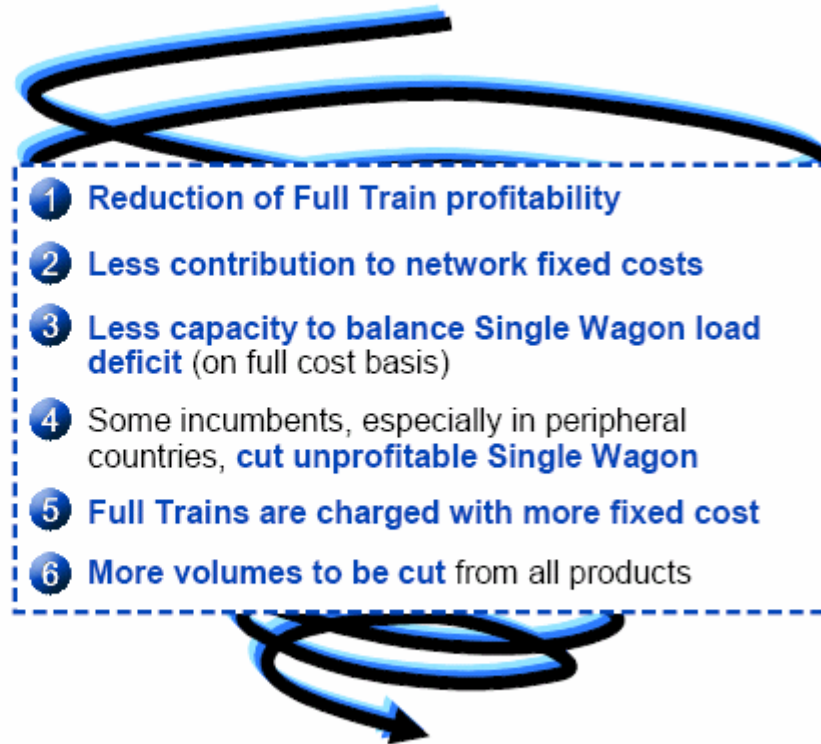 1 Reduction of Full Train profitability
2 Less contribution to network fixed costs
3 Less capacity to balance Single Wagon load
deficit (on full cost basis)
4 Some incumbents, especially in peripheral
countries, cut unprofitable Single Wagon
5 Full Trains are charged with more fixed cost
6 More volumes to be cut from all products